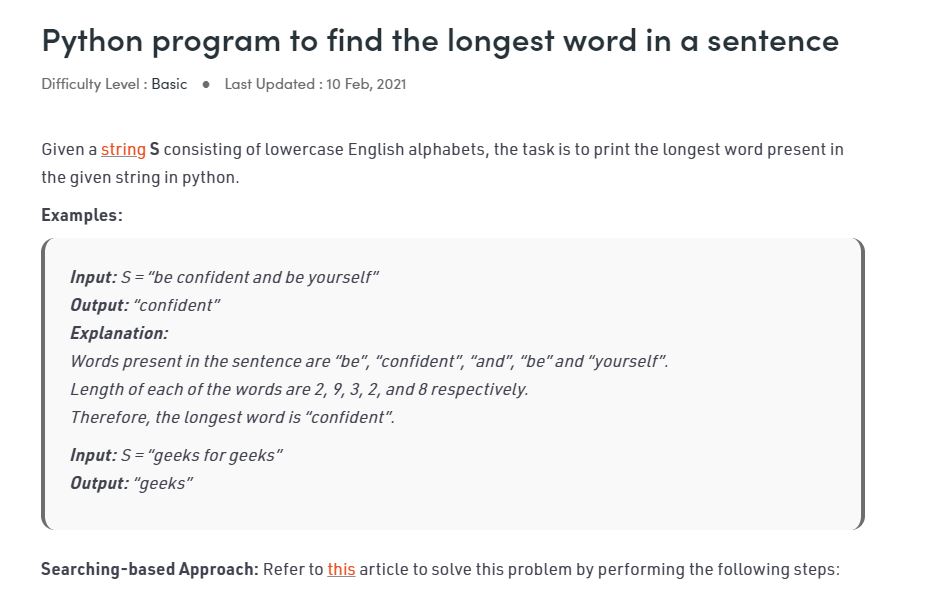 Python program to find the longest word in a sentence
Difficulty Level : Basic ● Last Updated : 10 Feb, 2021
Given a string S consisting of lowercase English alphabets, the task is to print the longest word present in
the given string in python.
Examples:
Input: S = “be confident and be yourself”
Output: “confident”
Explanation:
Words present in the sentence are “be”, “confident”, “and”, “be” and “yourself”.
Length of each of the words are 2, 9, 3, 2, and 8 respectively.
Therefore, the longest word is “confident”.
Input: S = “geeks for geeks”
Output: “geeks”
Searching-based Approach: Refer to this article to solve this problem by performing the following steps: